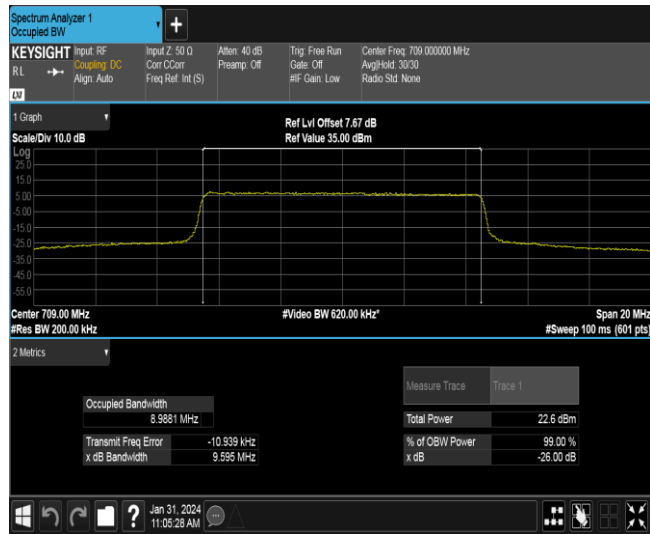 Spectrum Analyzer 1
Occupied BW
+
KEYSIGHT Input: RF Input Z: 50 Ω Atten: 40 dB Trig: Free Run Center Freq: 709.000000 MHz
RL Coupling: DC Corr CCorr Preamp: Off Gate: Off Avg|Hold: 30/30
Align: Auto Freq Ref: Int (S) #IF Gain: Low Radio Std: None
LXI
1 Graph
Ref Lvl Offset 7.67 dB
Scale/Div 10.0 dB Ref Value 35.00 dBm
Log
25.0
15.0
5.00
-5.00
-15.0
-25.0
-35.0
-45.0
-55.0
Center 709.00 MHz #Video BW 620.00 kHz* Span 20 MHz
#Res BW 200.00 kHz #Sweep 100 ms (601 pts)
2 Metrics
Measure Trace Trace 1
Occupied Bandwidth
8.9881 MHz Total Power 22.6 dBm
Transmit Freq Error -10.939 kHz % of OBW Power 99.00 %
x dB Bandwidth 9.595 MHz x dB -26.00 dB
? Jan 31, 2024
11:05:28 AM